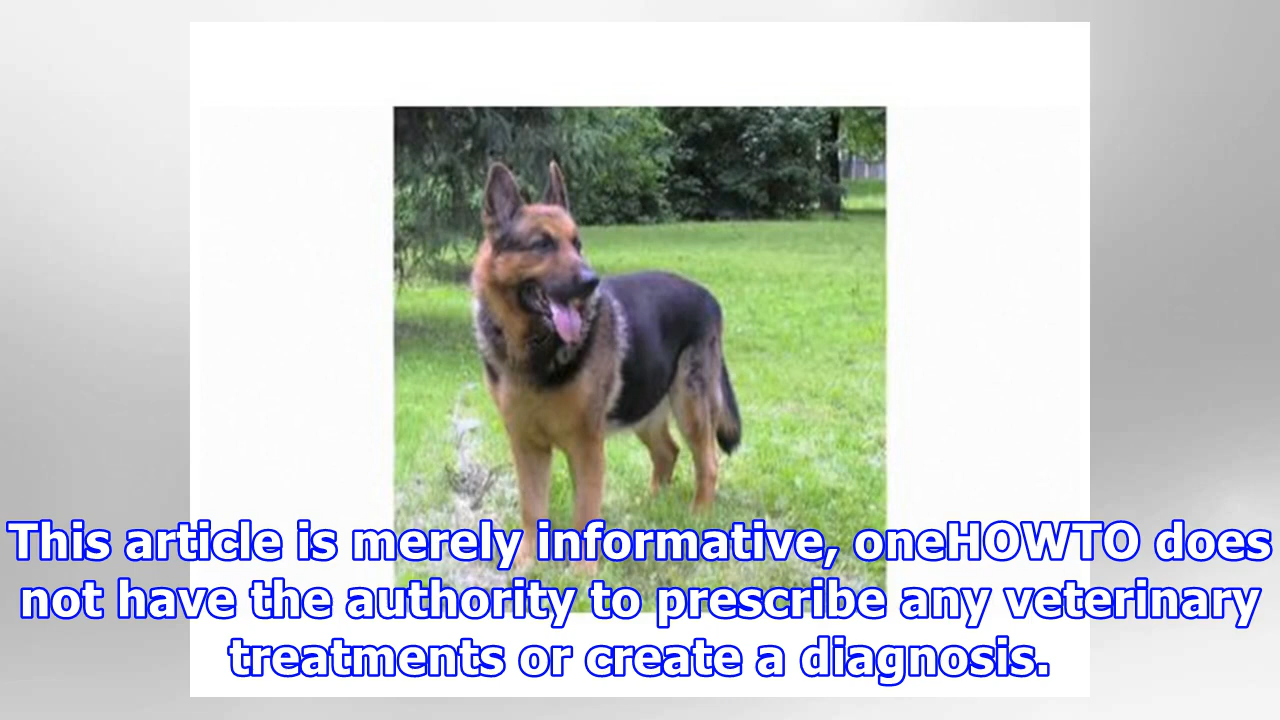 This article is merely informative, oneHOWTO does
not have the authority to prescribe any veterinary
treatments or create a diagnosis.